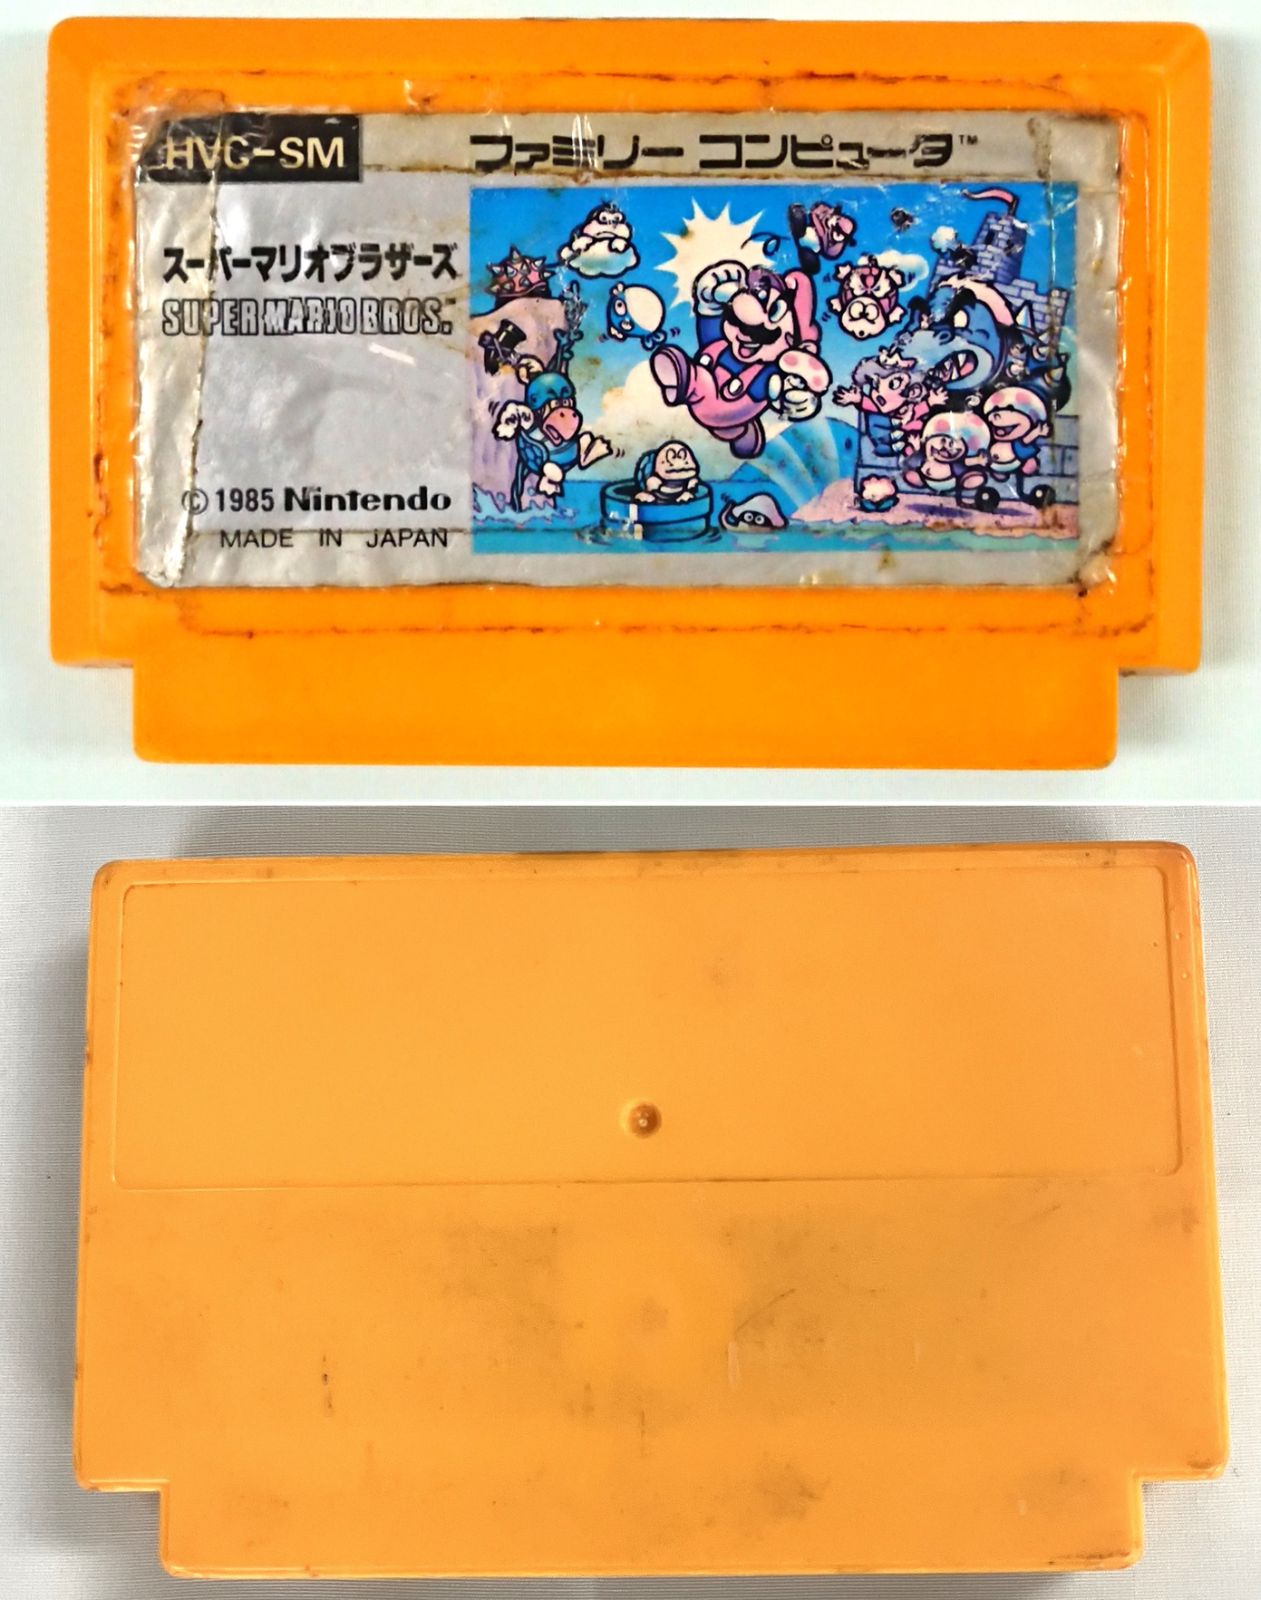 HVC-SM
ファミリー コンピュータ™
スーパーマリオブラザーズ
SUPER MARIO BROS.™
© 1985 Nintendo
MADE IN JAPAN